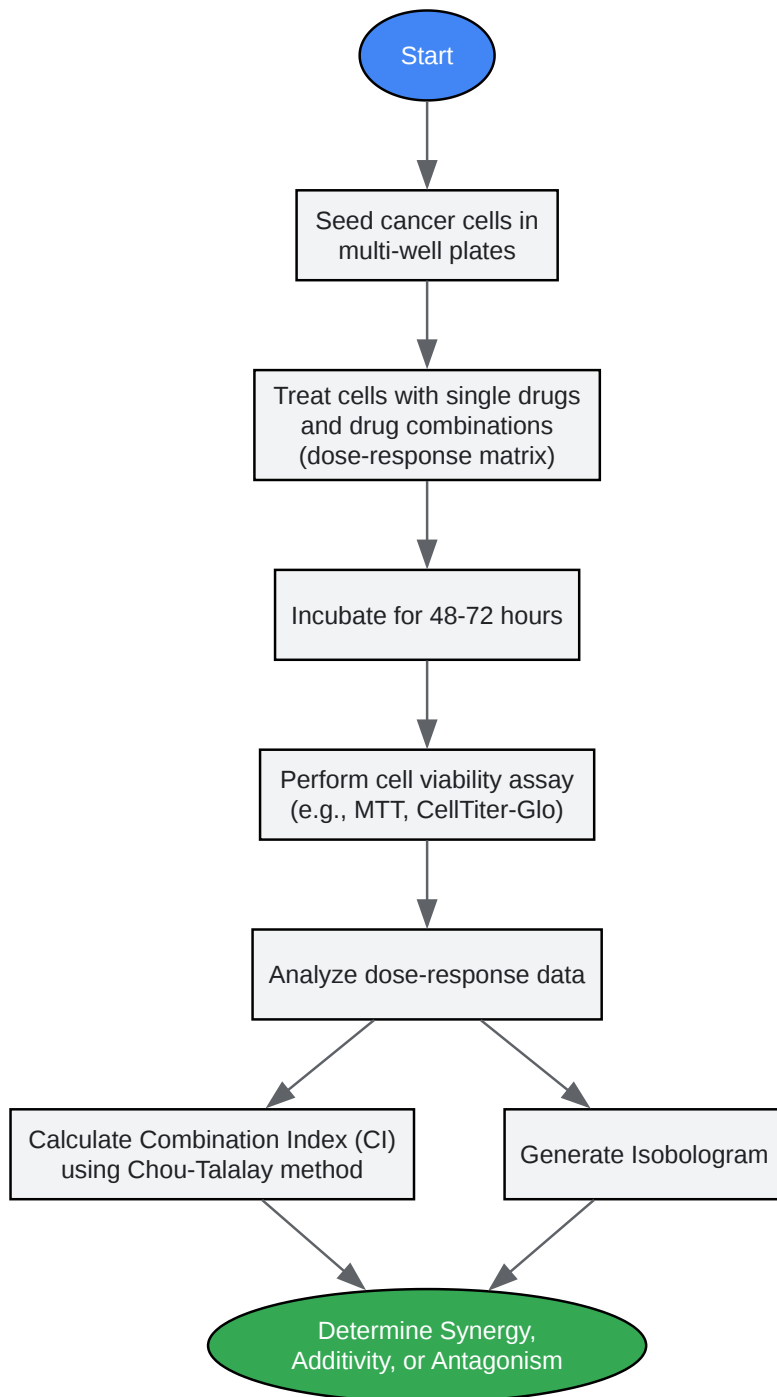 Start
Seed cancer cells in
multi-well plates
Treat cells with single drugs
and drug combinations
(dose-response matrix)
Incubate for 48-72 hours
Perform cell viability assay
(e.g., MTT, CellTiter-Glo)
Analyze dose-response data
Calculate Combination Index (CI)
using Chou-Talalay method
Generate Isobologram
Determine Synergy,
Additivity, or Antagonism